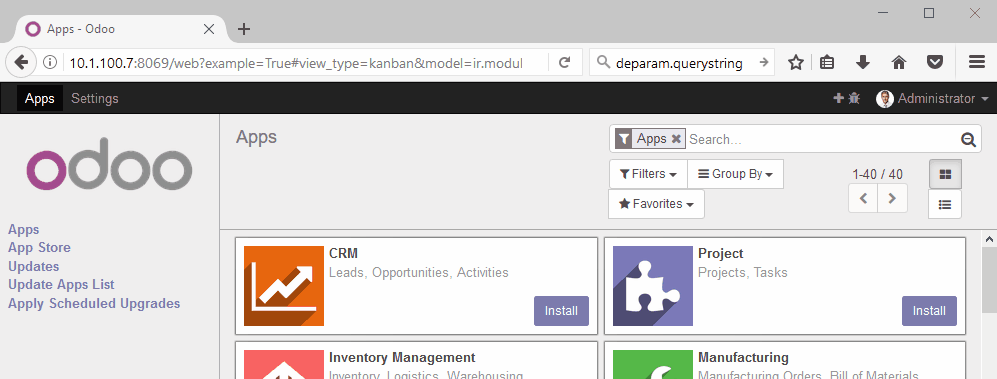 Apps - Odoo
10.1.100.7:8069/web?example=True#view_type=kanban&model=ir.modul
deparam.querystring
Apps Settings
Administrator
odoo
Apps
Apps
Search...
Filters
Group By
1-40 / 40
Favorites
Apps
App Store
Updates
Update Apps List
Apply Scheduled Upgrades
CRM
Leads, Opportunities, Activities
Install
Project
Projects, Tasks
Install
Inventory Management
Inventory, Logistics, Warehousing
Manufacturing
Manufacturing Orders, Bill of Materials